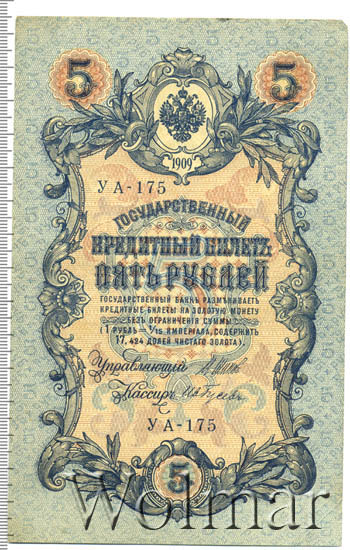 5 5
1909
УА-175
ГОСУДАРСТВЕННЫЙ
КРЕДИТНЫЙ БИЛЕТЪ
ПЯТЬ РУБЛЕЙ
ГОСУДАРСТВЕННЫЙ БАНКЪ РАЗМѢНИВАЕТЪ
КРЕДИТНЫЕ БИЛЕТЫ НА ЗОЛОТУЮ МОНЕТУ
БЕЗЪ ОГРАНИЧЕНІЯ СУММЫ
(1 РУБЛЬ = 1/15 ИМПЕРІАЛА, СОДЕРЖИТЪ
17,424 ДОЛЕЙ ЧИСТАГО ЗОЛОТА).
Управляющій
Кассиръ
УА-175
5
Wolmar